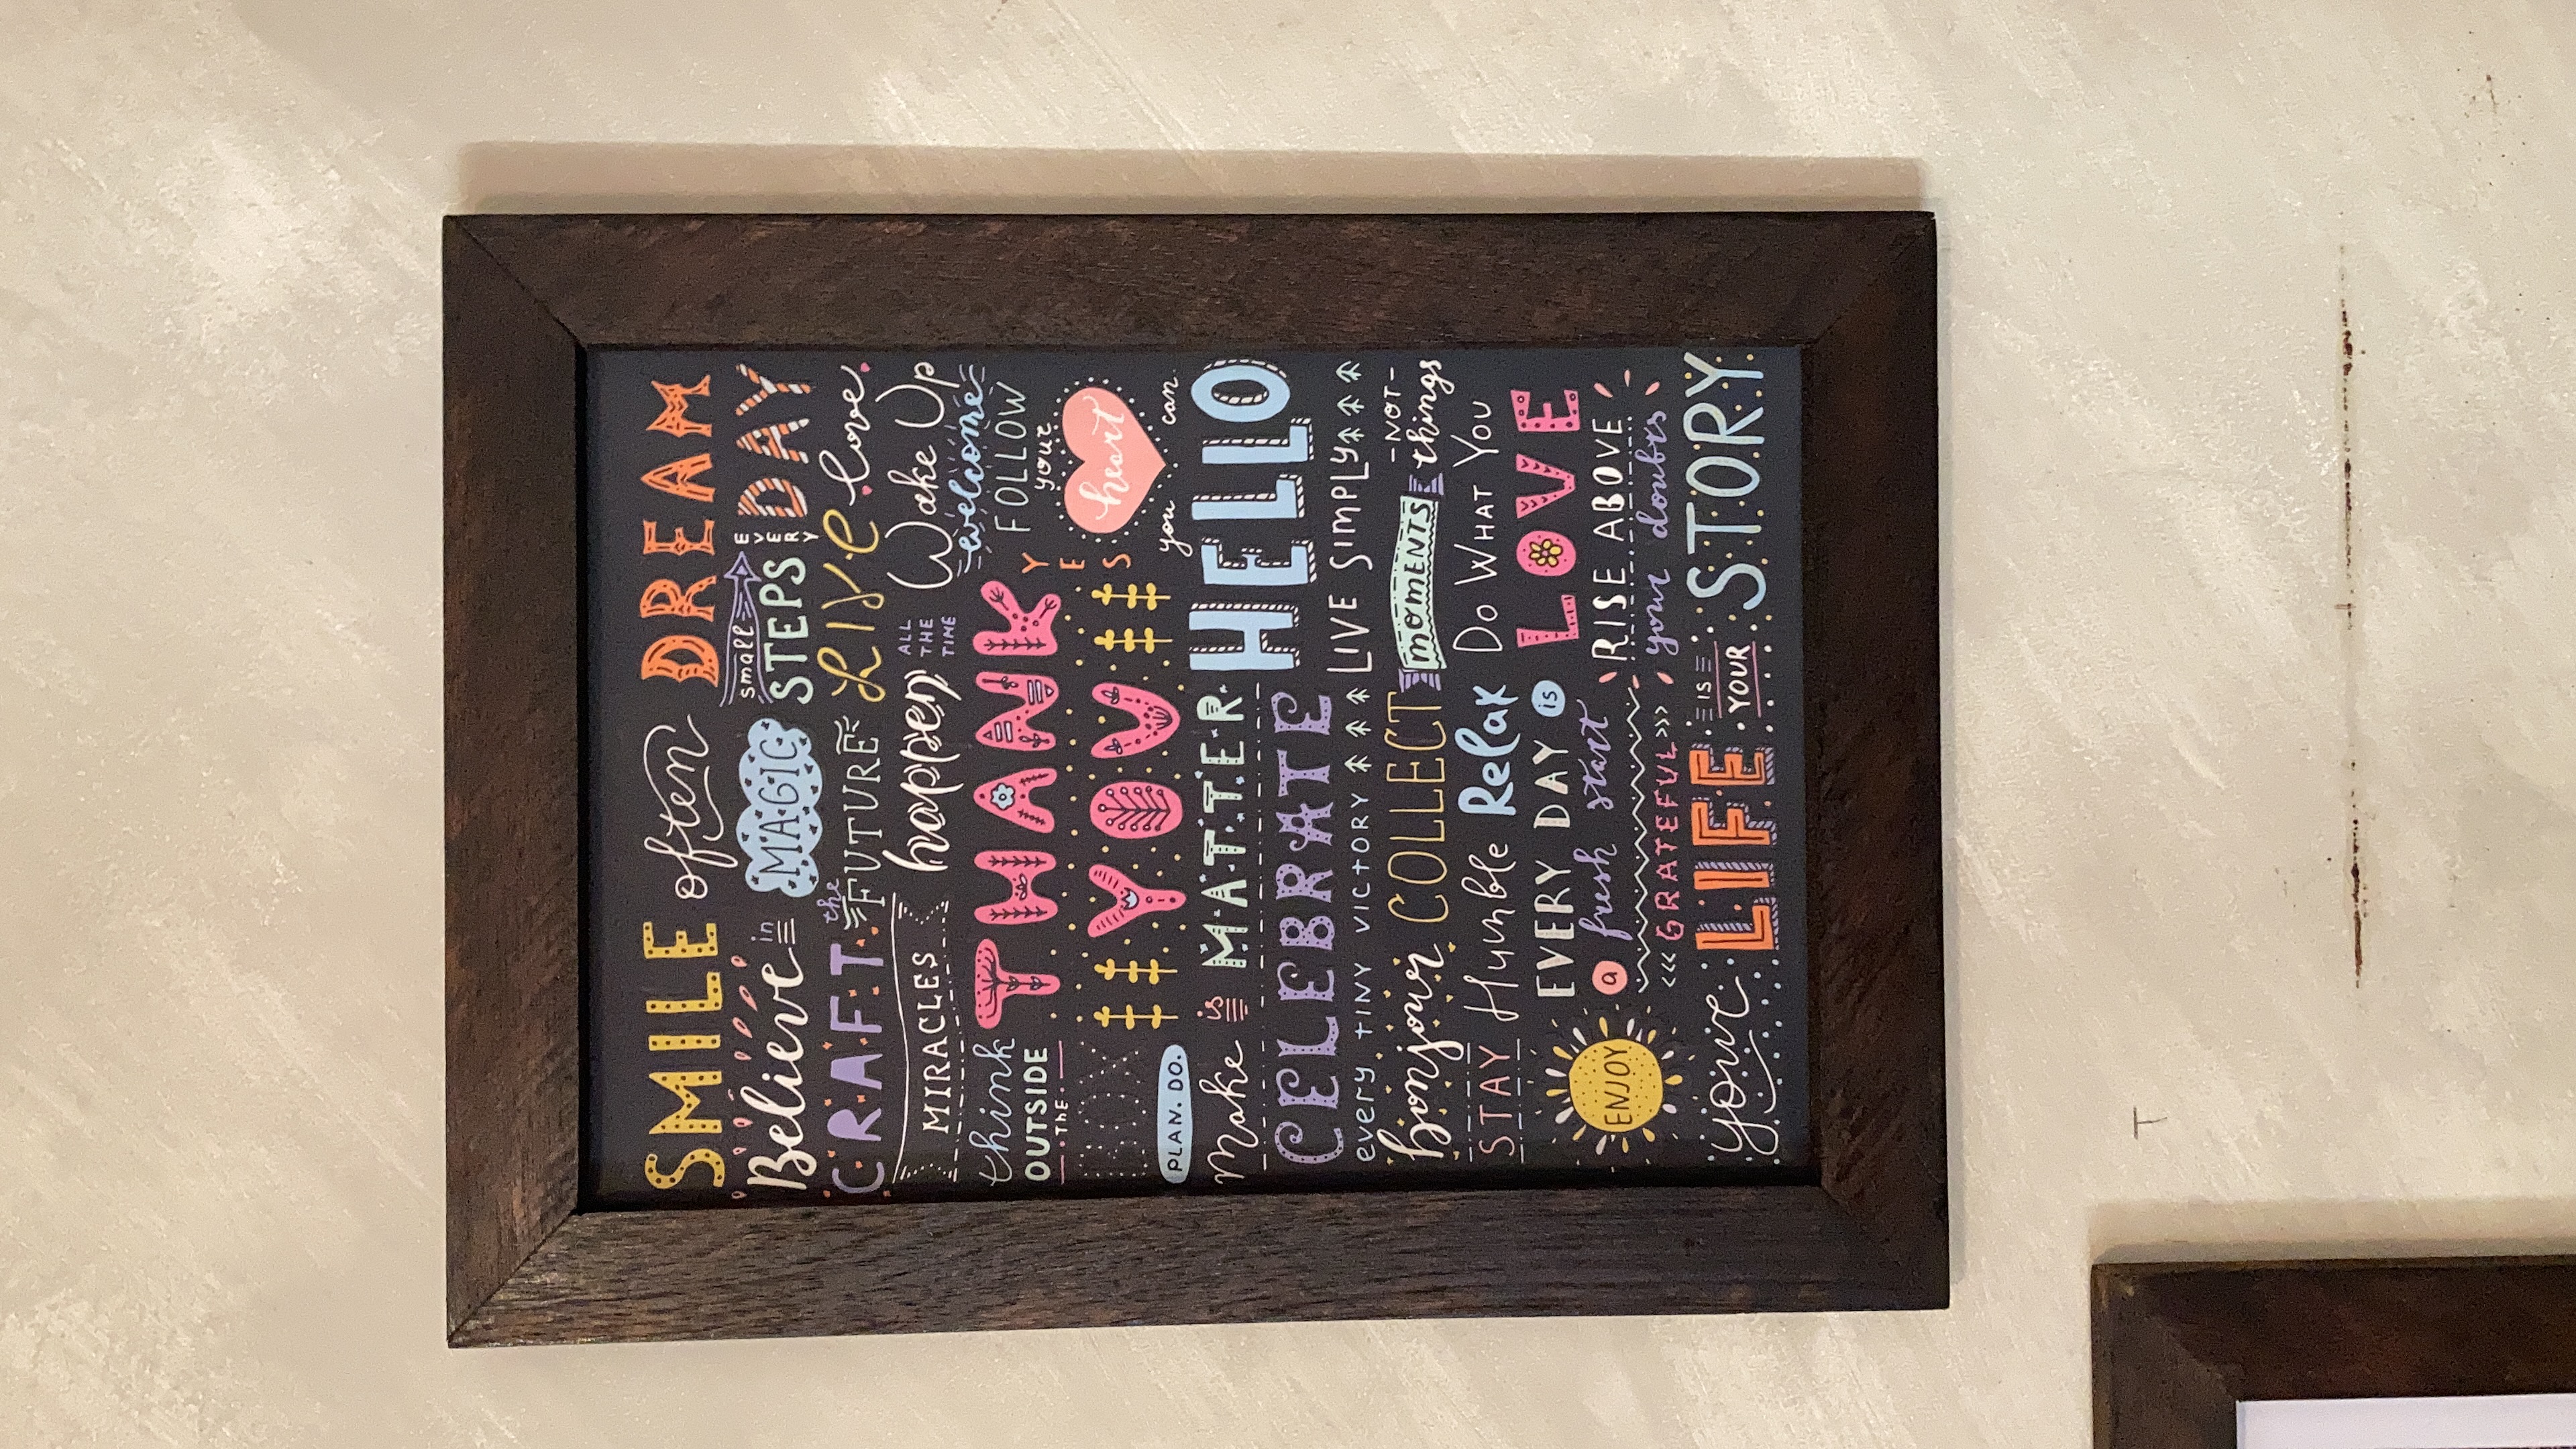 SMILE often DREAM
Believe in MAGIC small STEPS EVERY DAY
CRAFT the FUTURE LIVE love
MIRACLES happen ALL THE TIME Wake Up
welcome
think OUTSIDE THE BOX
THANK YOU
YES
FOLLOW your heart
you can
PLAN. DO.
Make is MATTER HELLO
CELEBRATE
every TINY VICTORY LIVE SIMPLY
bonjour COLLECT MOMENTS -NOT- things
STAY Humble Relax Do What You LOVE
ENJOY
EVERY DAY is
a fresh start
RISE ABOVE
your doubts
<<< GRATEFUL >>>
your LIFE IS YOUR STORY
T